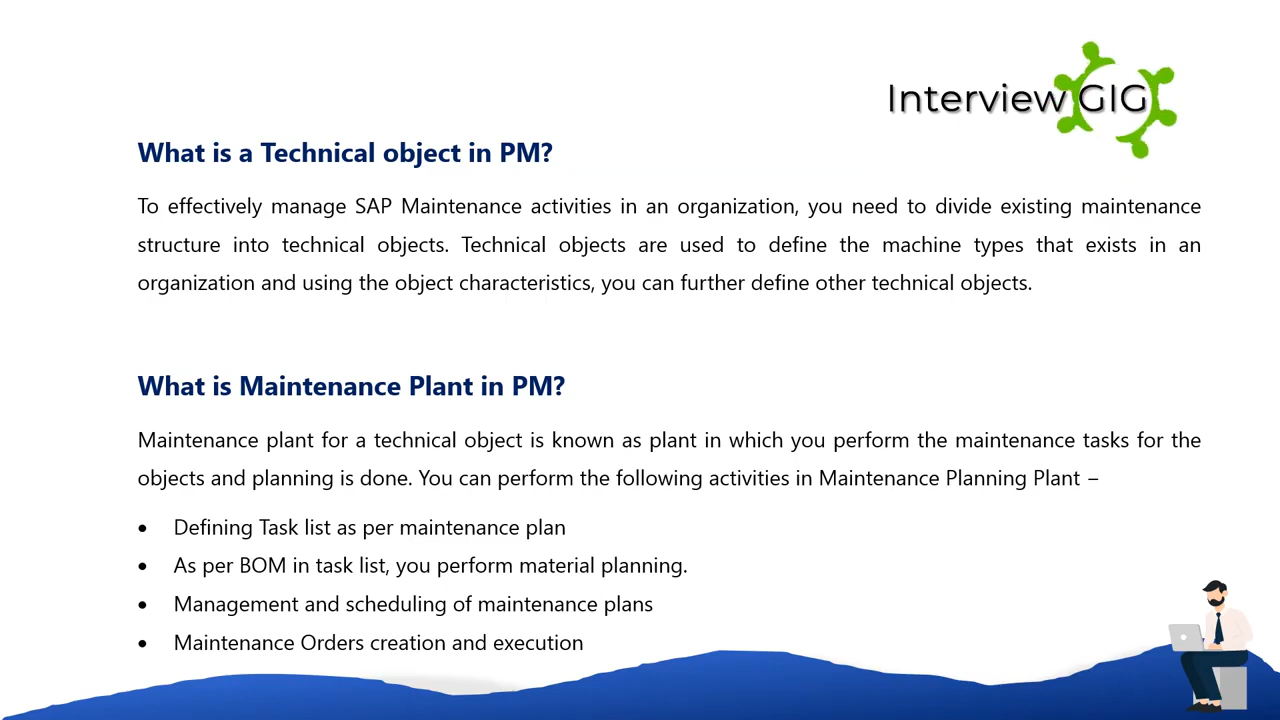 Interview GIG
What is a Technical object in PM?
To effectively manage SAP Maintenance activities in an organization, you need to divide existing maintenance
structure into technical objects. Technical objects are used to define the machine types that exists in an
organization and using the object characteristics, you can further define other technical objects.
What is Maintenance Plant in PM?
Maintenance plant for a technical object is known as plant in which you perform the maintenance tasks for the
objects and planning is done. You can perform the following activities in Maintenance Planning Plant –
• Defining Task list as per maintenance plan
• As per BOM in task list, you perform material planning.
• Management and scheduling of maintenance plans
• Maintenance Orders creation and execution